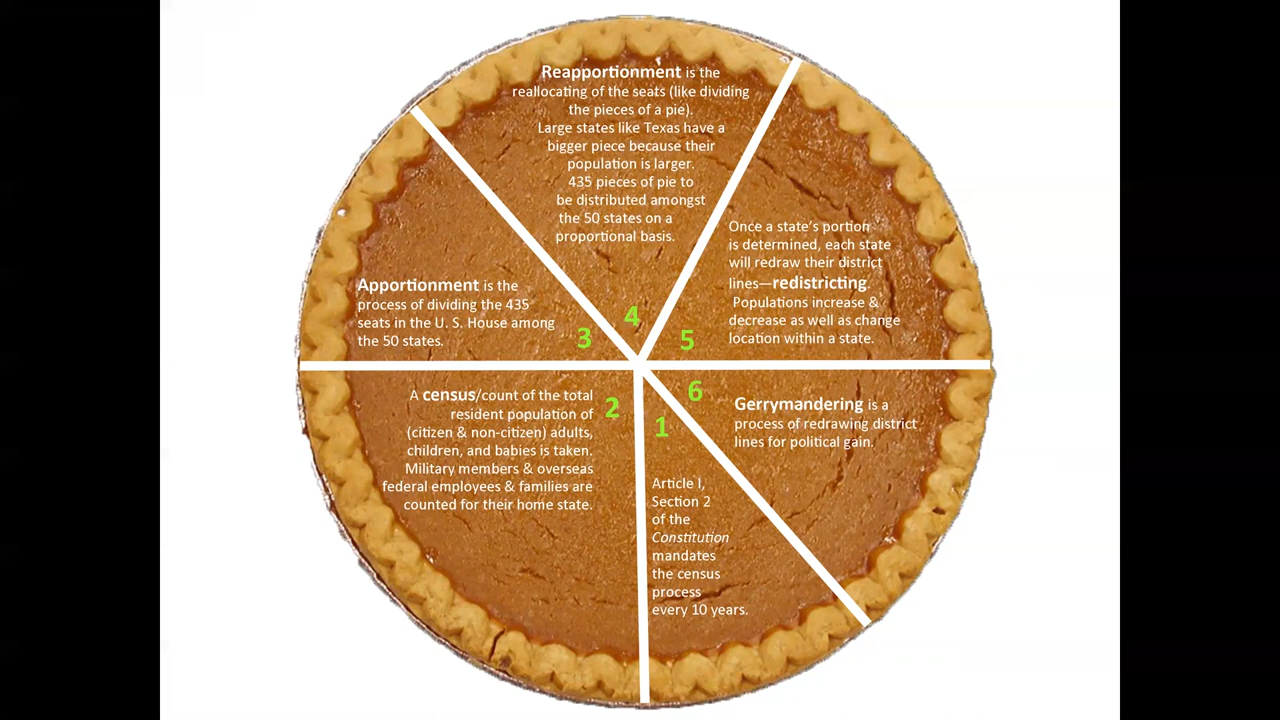 Reapportionment is the
reallocating of the seats (like dividing
the pieces of a pie).
Large states like Texas have a
bigger piece because their
population is larger.
435 pieces of pie to
be distributed amongst
the 50 states on a
proportional basis.
4
Once a state’s portion
is determined, each state
will redraw their district
lines—redistricting.
Populations increase &
decrease as well as change
location within a state.
5
Apportionment is the
process of dividing the 435
seats in the U. S. House among
the 50 states.
3
A census/count of the total
resident population of
(citizen & non-citizen) adults,
children, and babies is taken.
Military members & overseas
federal employees & families are
counted for their home state.
2
1
Article I,
Section 2
of the
Constitution
mandates
the census
process
every 10 years.
6
Gerrymandering is a
process of redrawing district
lines for political gain.